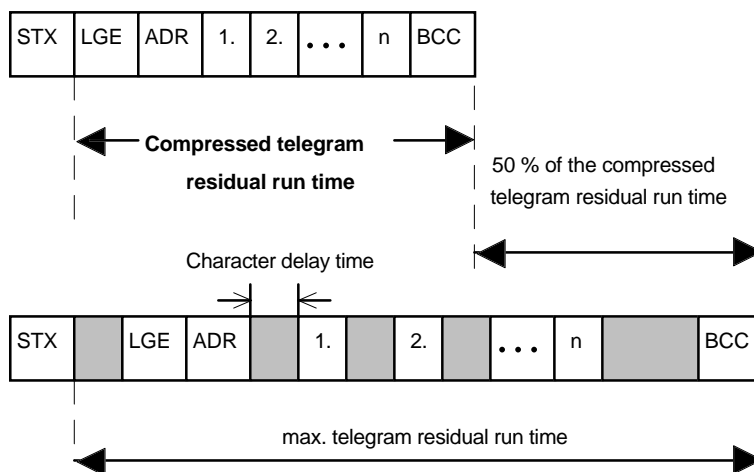 STX LGE ADR 1. 2. ... n BCC
Compressed telegram
residual run time
50 % of the compressed
telegram residual run time
Character delay time
STX LGE ADR 1. 2. ... n BCC
max. telegram residual run time